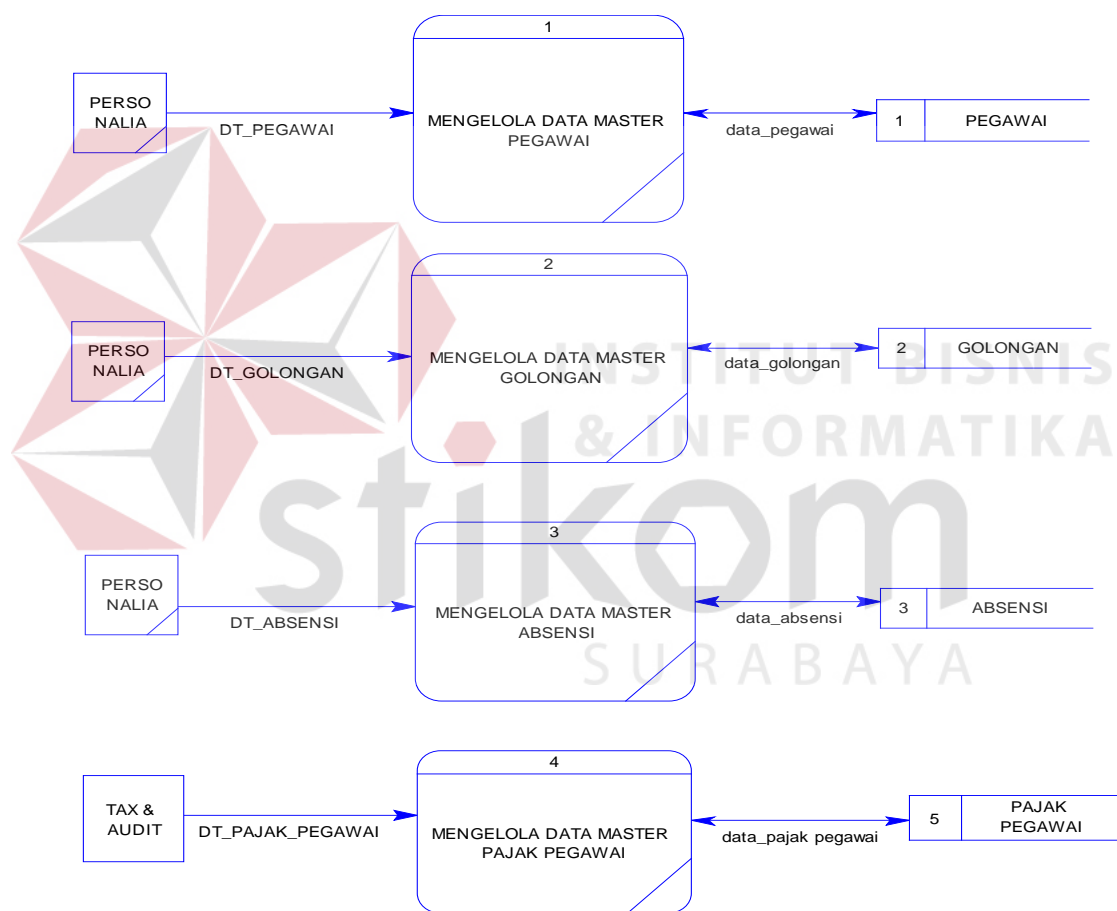 1
PERSO
NALIA
DT_PEGAWAI
MENGELOLA DATA MASTER
PEGAWAI
data_pegawai
1
PEGAWAI
2
PERSO
NALIA
DT_GOLONGAN
MENGELOLA DATA MASTER
GOLONGAN
data_golongan
2
GOLONGAN
INSTITUT BISNIS
& INFORMATIKA
stikom
SURABAYA
3
PERSO
NALIA
DT_ABSENSI
MENGELOLA DATA MASTER
ABSENSI
data_absensi
3
ABSENSI
4
TAX &
AUDIT
DT_PAJAK_PEGAWAI
MENGELOLA DATA MASTER
PAJAK PEGAWAI
data_pajak pegawai
5
PAJAK
PEGAWAI